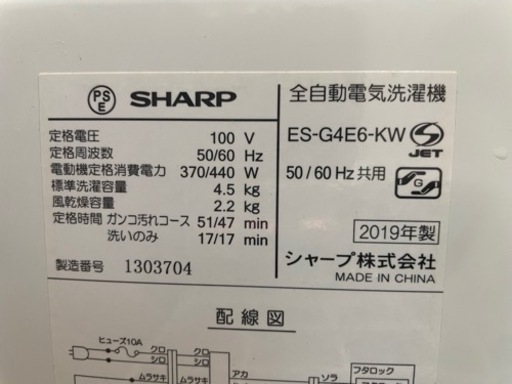 PS
E
SHARP
全自動電気洗濯機
定格電圧 100 V
ES-G4E6-KW
JET
定格周波数 50/60 Hz
電動機定格消費電力 370/440 W
50/60 Hz共用
標準洗濯容量 4.5 kg
G
風乾燥容量 2.2 kg
定格時間 ガンコ汚れコース 51/47 min
洗いのみ 17/17 min
2019年製
シャープ株式会社
製造番号 1303704
MADE IN CHINA
配線図
ヒューズ10A
クロ
クロ
シロ
シロ
ムラサキ
ムラサキ
アカ
ソラ
フタロック